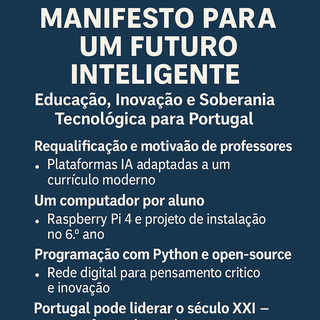 MANIFESTO PARA
UM FUTURO
INTELIGENTE
Educação, Inovação e Soberania
Tecnológica para Portugal
Requalificação e motivaão de professores
• Plataformas IA adaptadas a um
currículo moderno
Um computador por aluno
• Raspberry Pi 4 e projeto de instalação
no 6.º ano
Programação com Python e open-source
• Rede digital para pensamento critico
e inovação
Portugal pode liderar o século XXI –